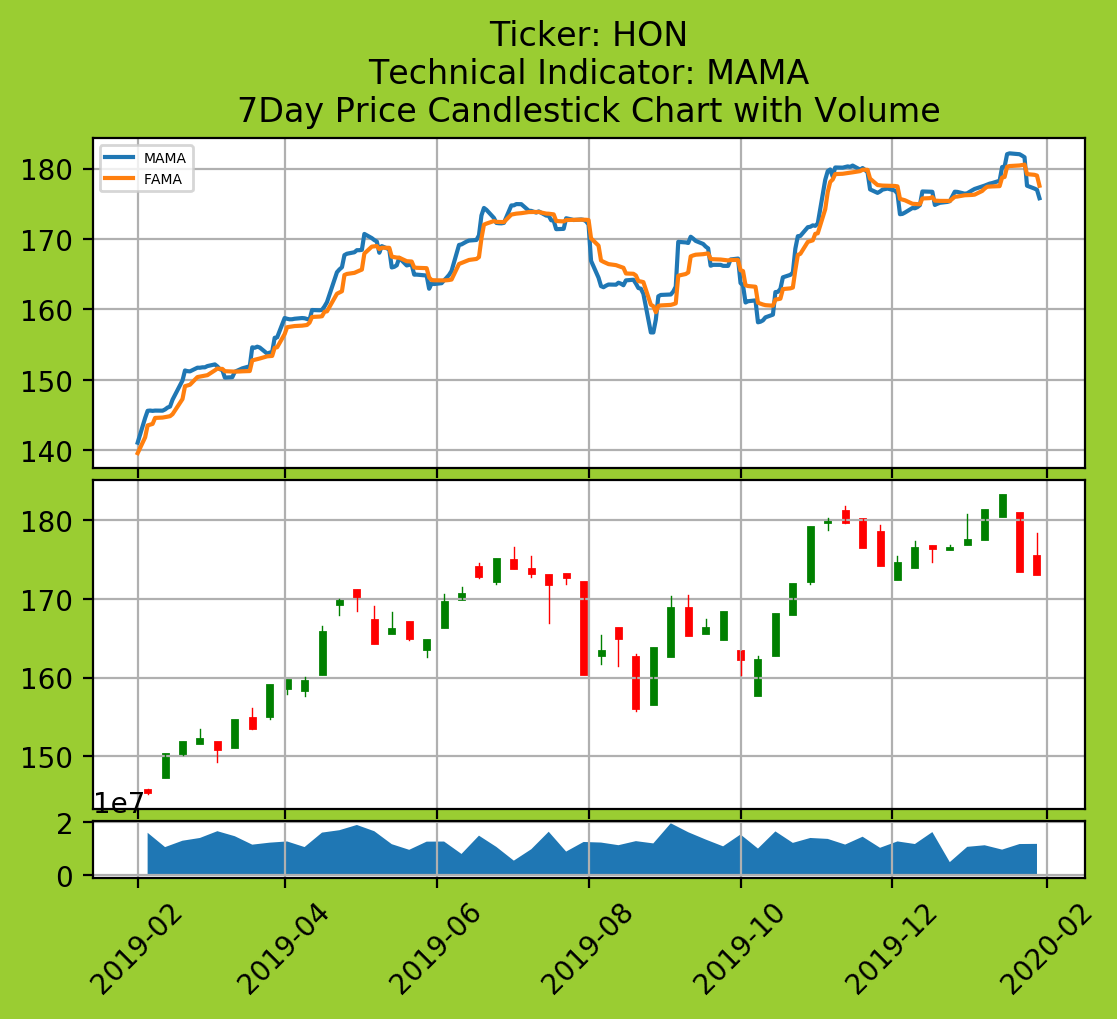 Ticker: HON
Technical Indicator: MAMA
7Day Price Candlestick Chart with Volume
MAMA
FAMA
180
170
160
150
140
180
170
160
150
1e7
2
0
2019-02 2019-04 2019-06 2019-08 2019-10 2019-12 2020-02